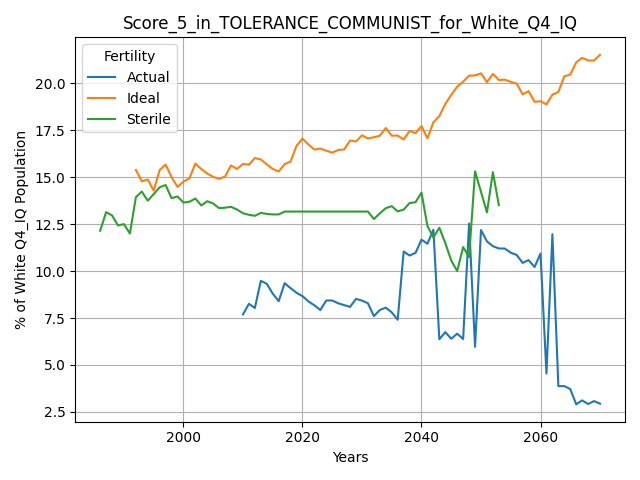 Score_5_in_TOLERANCE_COMMUNIST_for_White_Q4_IQ
Fertility
Actual
Ideal
Sterile
% of White Q4_IQ Population
20.0
17.5
15.0
12.5
10.0
7.5
5.0
2.5
2000
2020
2040
2060
Years